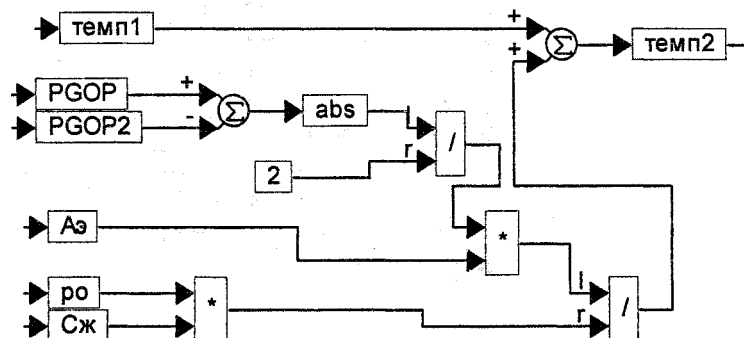 темп1
+
+
Σ
темп2
PGOP
+
PGOP2
-
Σ
abs
l
r
/
2
Аэ
*
ро
Сж
*
l
r
/